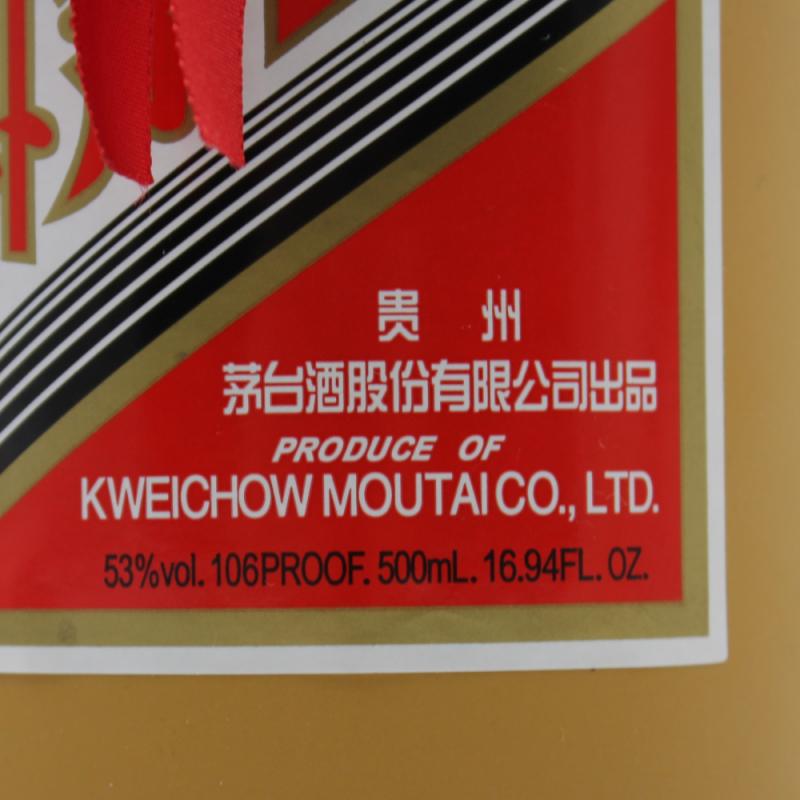 贵州
茅台酒股份有限公司出品
PRODUCE OF
KWEICHOW MOUTAI CO., LTD.
53%vol. 106PROOF. 500mL. 16.94FL. OZ.